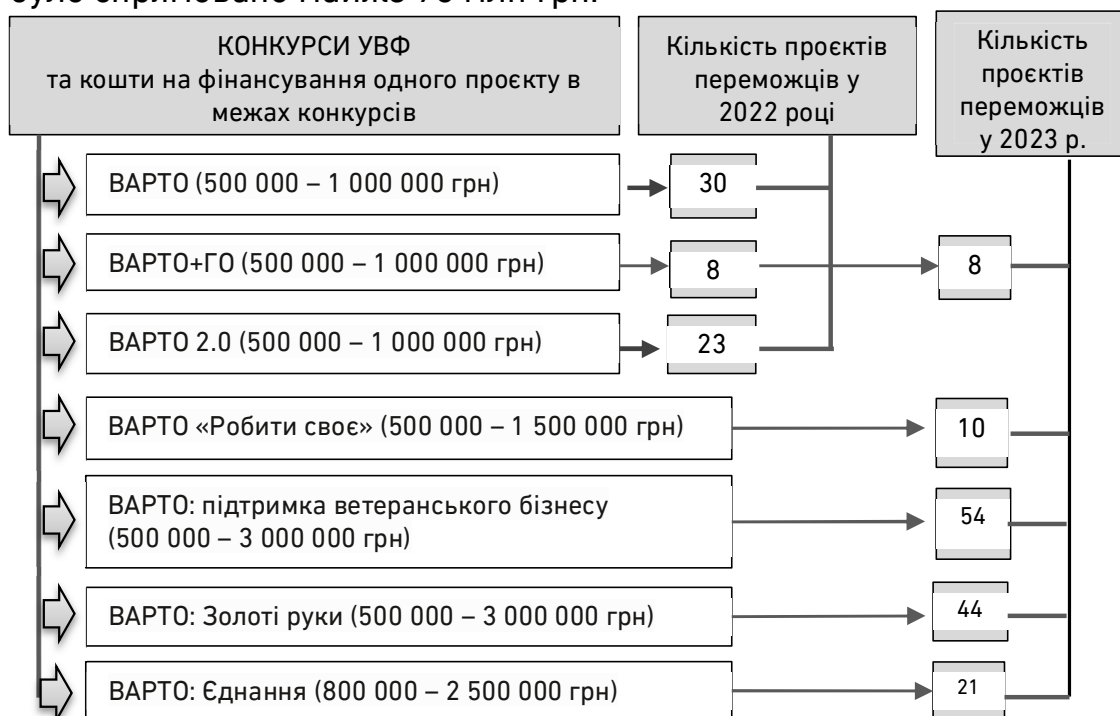 КОНКУРСИ УВФ
та кошти на фінансування одного проєкту в
межах конкурсів
Кількість проєктів
переможців у
2022 році
Кількість
проєктів
переможців
у 2023 р.
ВАРТО (500 000 – 1 000 000 грн)
30
ВАРТО+ГО (500 000 – 1 000 000 грн)
8
8
ВАРТО 2.0 (500 000 – 1 000 000 грн)
23
ВАРТО «Робити своє» (500 000 – 1 500 000 грн)
10
ВАРТО: підтримка ветеранського бізнесу
(500 000 – 3 000 000 грн)
54
ВАРТО: Золоті руки (500 000 – 3 000 000 грн)
44
ВАРТО: Єднання (800 000 – 2 500 000 грн)
21